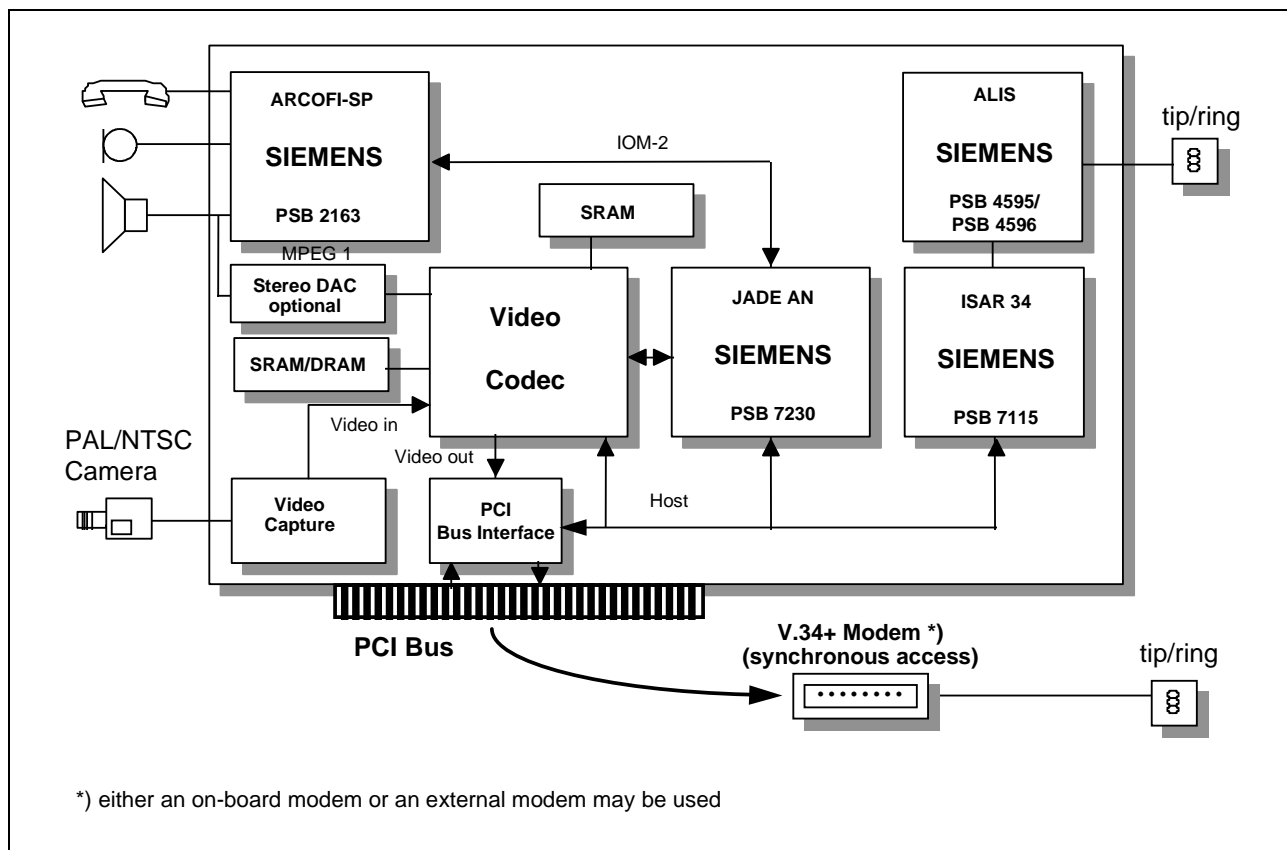 ARCOFI-SP
SIEMENS
PSB 2163
ALIS
SIEMENS
PSB 4595/
PSB 4596
tip/ring
IOM-2
SRAM
MPEG 1
Stereo DAC
optional
Video
Codec
JADE AN
SIEMENS
PSB 7230
ISAR 34
SIEMENS
PSB 7115
SRAM/DRAM
Video in
Video out
PAL/NTSC
Camera
Video
Capture
PCI
Bus Interface
Host
PCI Bus
V.34+ Modem *)
(synchronous access)
tip/ring
*) either an on-board modem or an external modem may be used